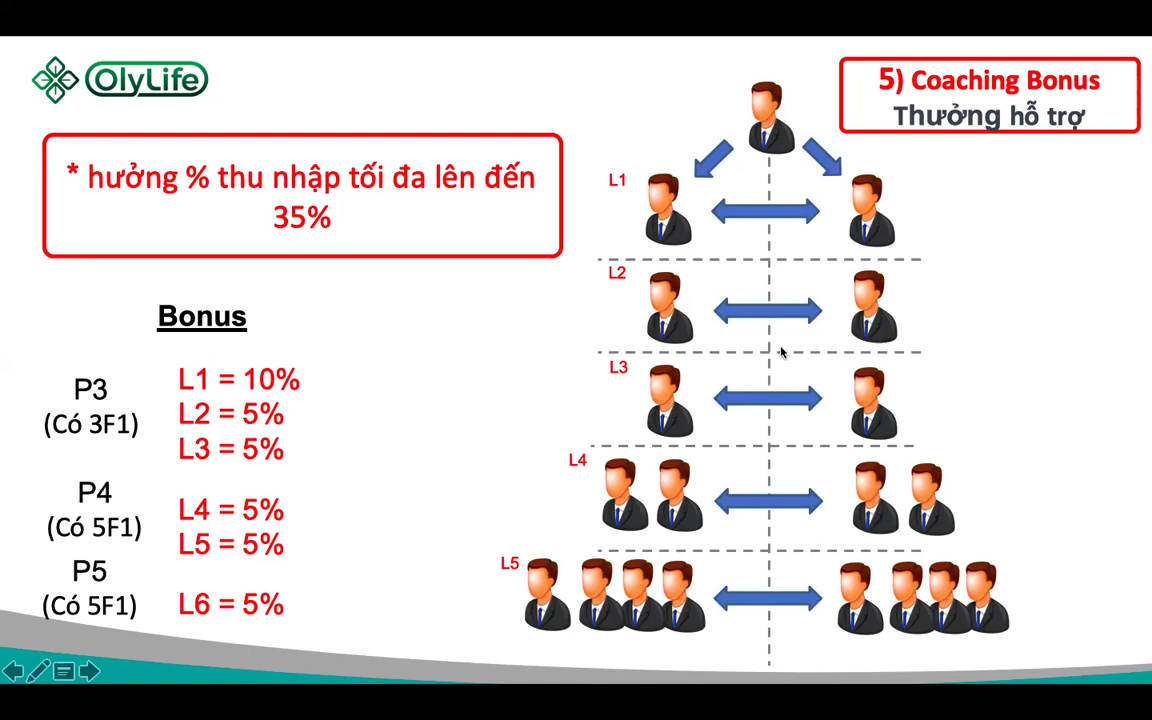 OlyLife
5) Coaching Bonus
Thưởng hỗ trợ
* hưởng % thu nhập tối đa lên đến
35%
Bonus
P3
(Có 3F1)
L1 = 10%
L2 = 5%
L3 = 5%
P4
(Có 5F1)
L4 = 5%
L5 = 5%
P5
(Có 5F1)
L6 = 5%
L1
L2
L3
L4
L5